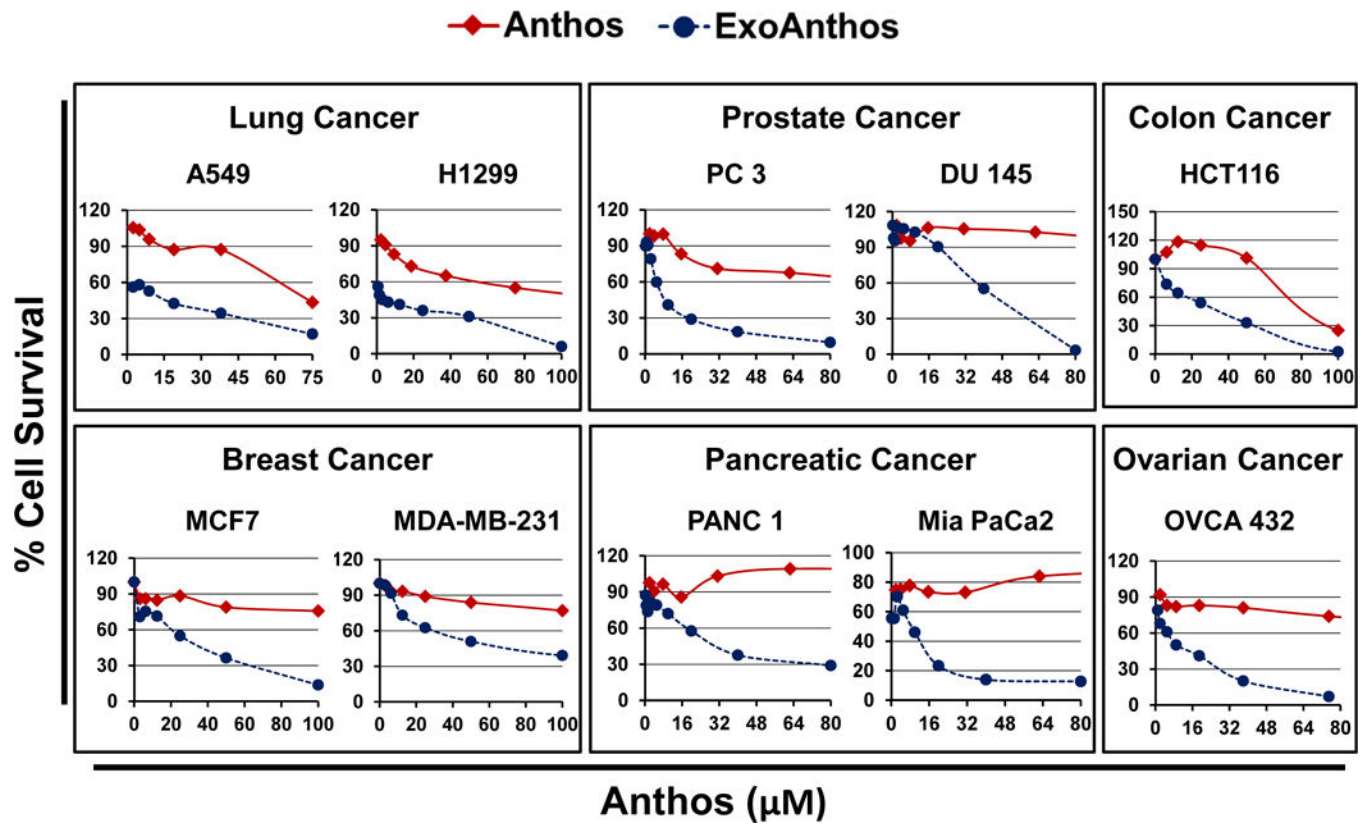 Anthos ExoAnthos
% Cell Survival
Lung Cancer
A549 H1299
120 120
90 90
60 60
30 30
0 0
0 15 30 45 60 75 0 20 40 60 80 100
Prostate Cancer
PC 3 DU 145
120 120
90 90
60 60
30 30
0 0
0 16 32 48 64 80 0 16 32 48 64 80
Colon Cancer
HCT116
150
120
90
60
30
0
0 20 40 60 80 100
Breast Cancer
MCF7 MDA-MB-231
120 120
90 90
60 60
30 30
0 0
0 20 40 60 80 100 0 20 40 60 80 100
Pancreatic Cancer
PANC 1 Mia PaCa2
120 100
90 80
60 60
30 40
0 20
0
0 16 32 48 64 80 0 16 32 48 64 80
Ovarian Cancer
OVCA 432
120
90
60
30
0
0 16 32 48 64 80
Anthos (µM)